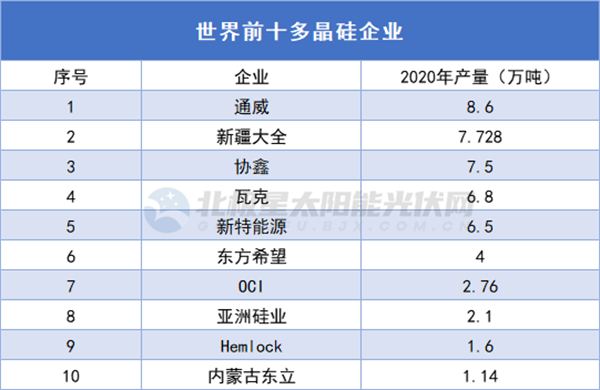 世界前十多晶硅企业
序号 企业 2020年产量（万吨）
1 通威 8.6
2 新疆大全 7.728
3 协鑫 7.5
4 瓦克 6.8
北极星太阳能光伏网
5 新特能源 6.5
6 东方希望 4
7 OCI 2.76
8 亚洲硅业 2.1
9 Hemlock 1.6
10 内蒙古东立 1.14